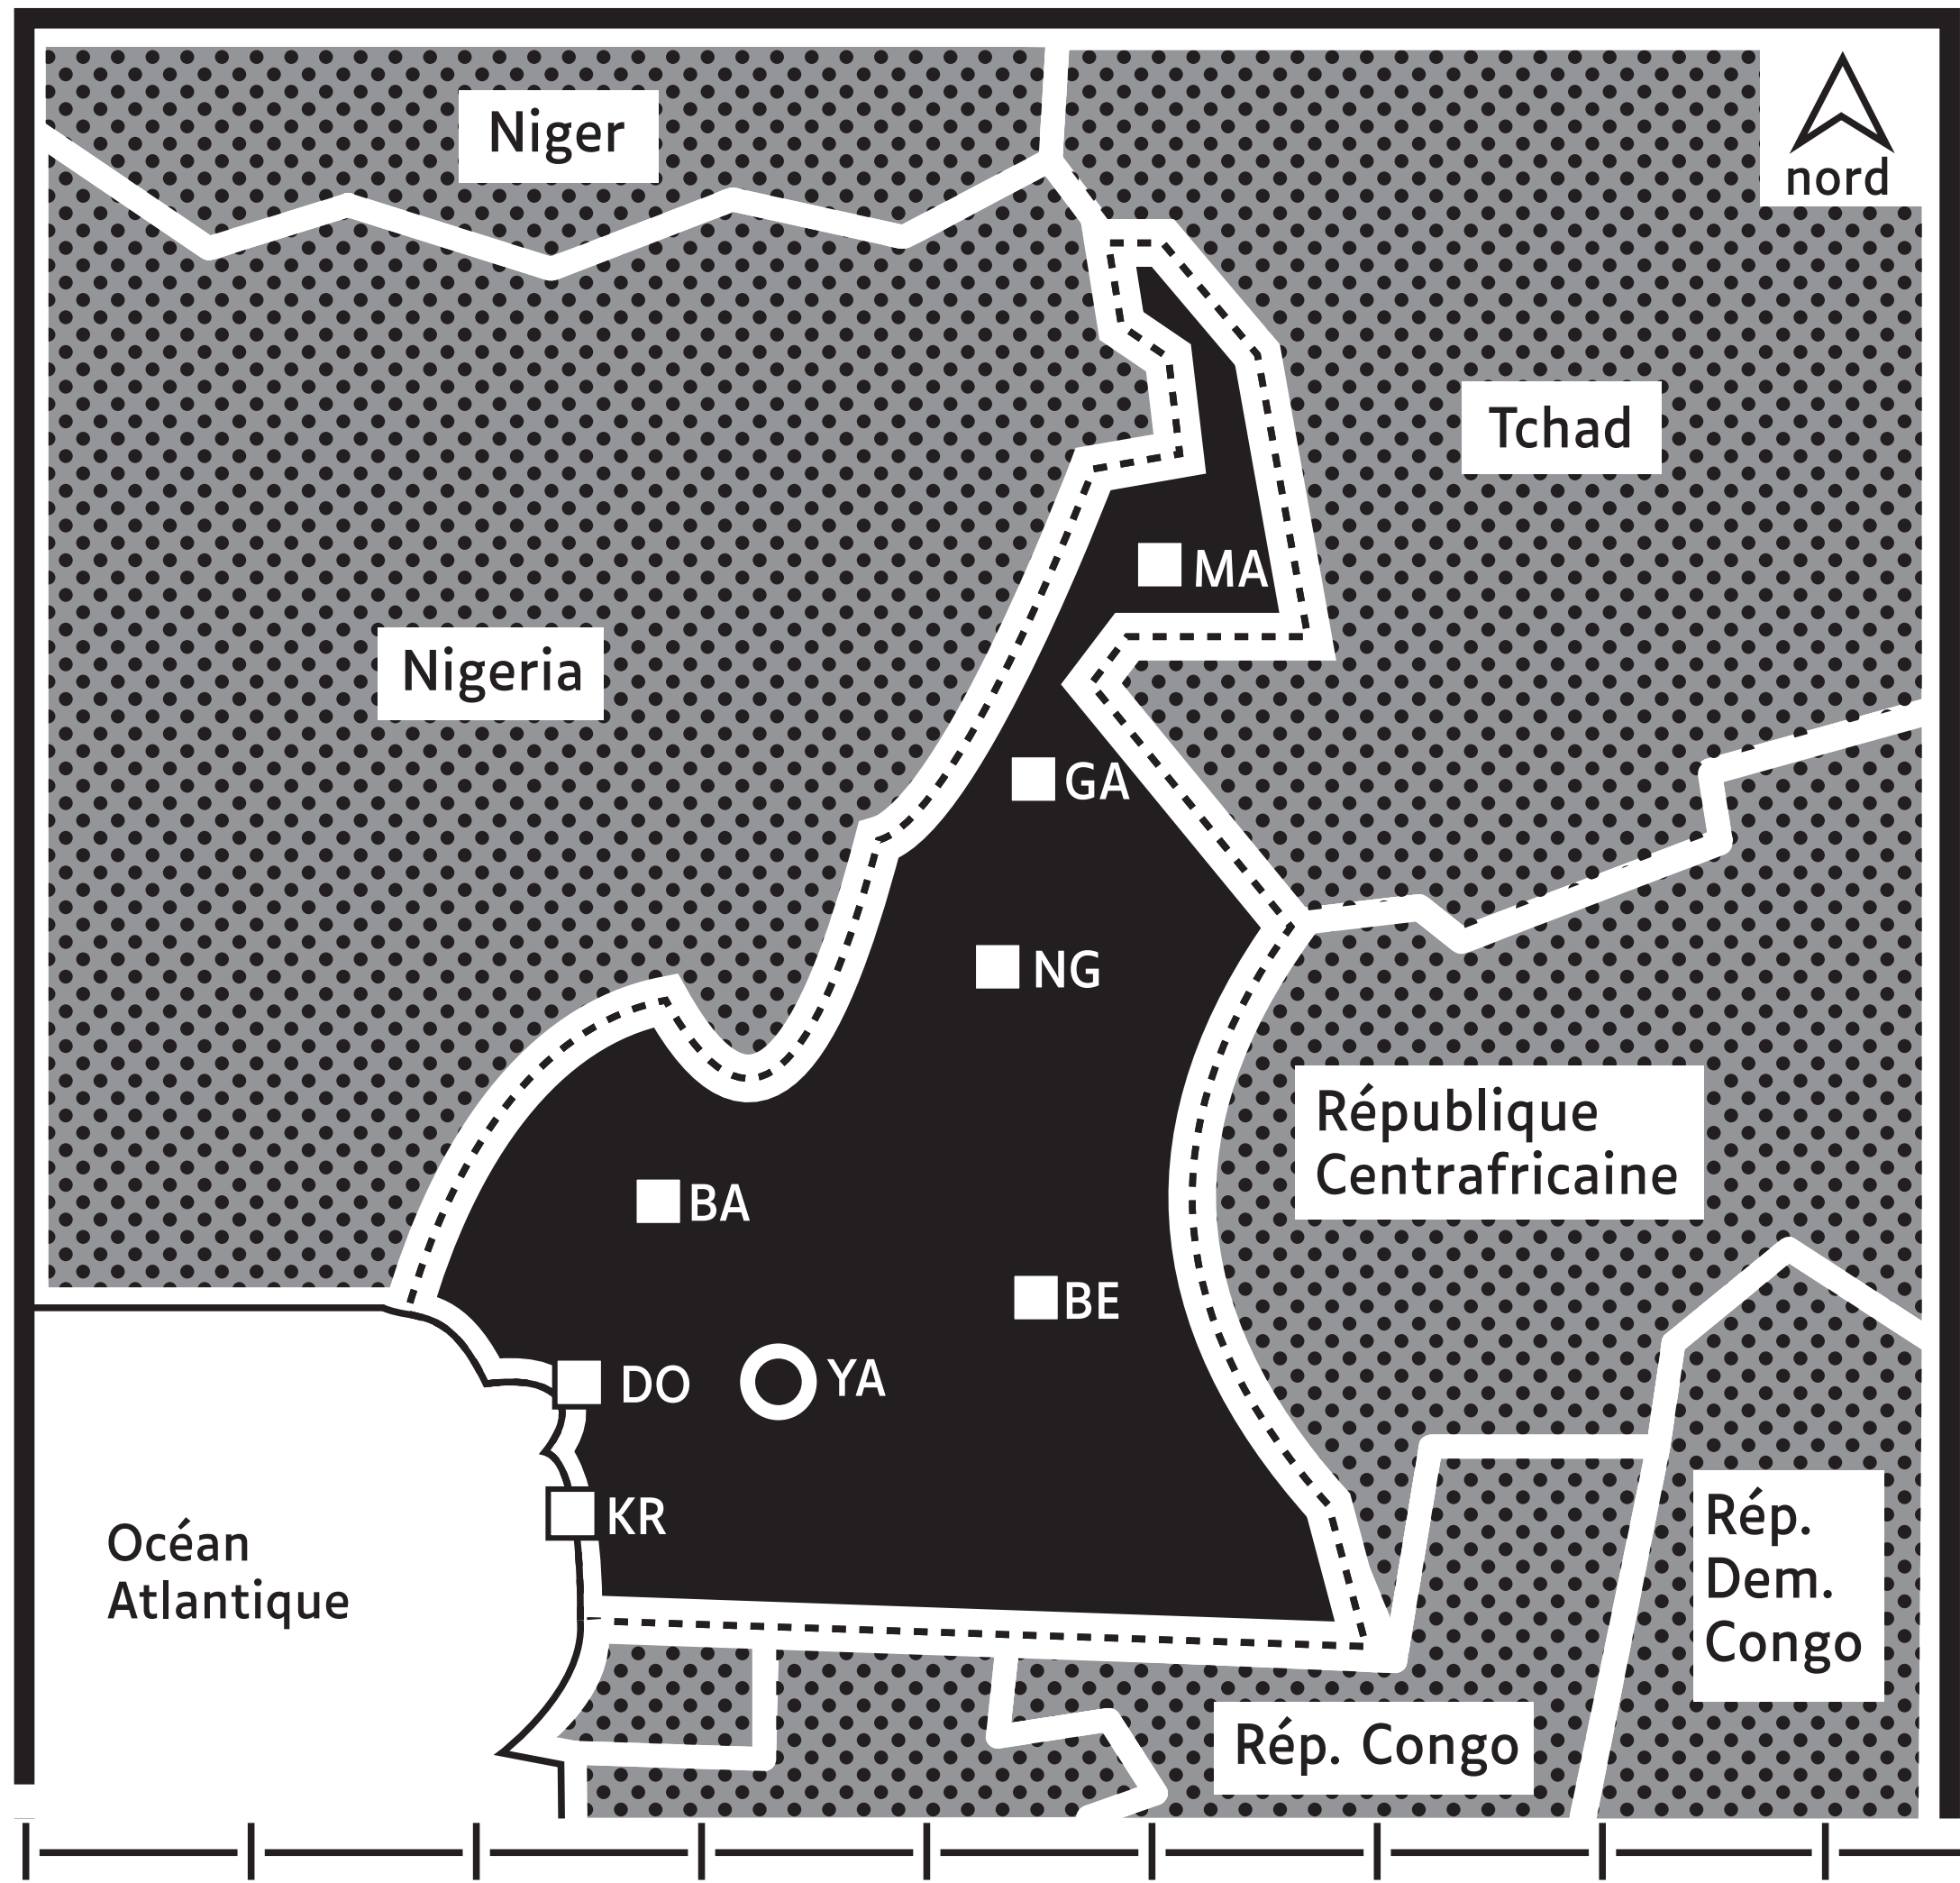 Niger
nord
Tchad
MA
Nigeria
GA
NG
République
Centrafricaine
BA
BE
DO
YA
KR
Océan
Atlantique
Rép.
Dem.
Congo
Rép. Congo